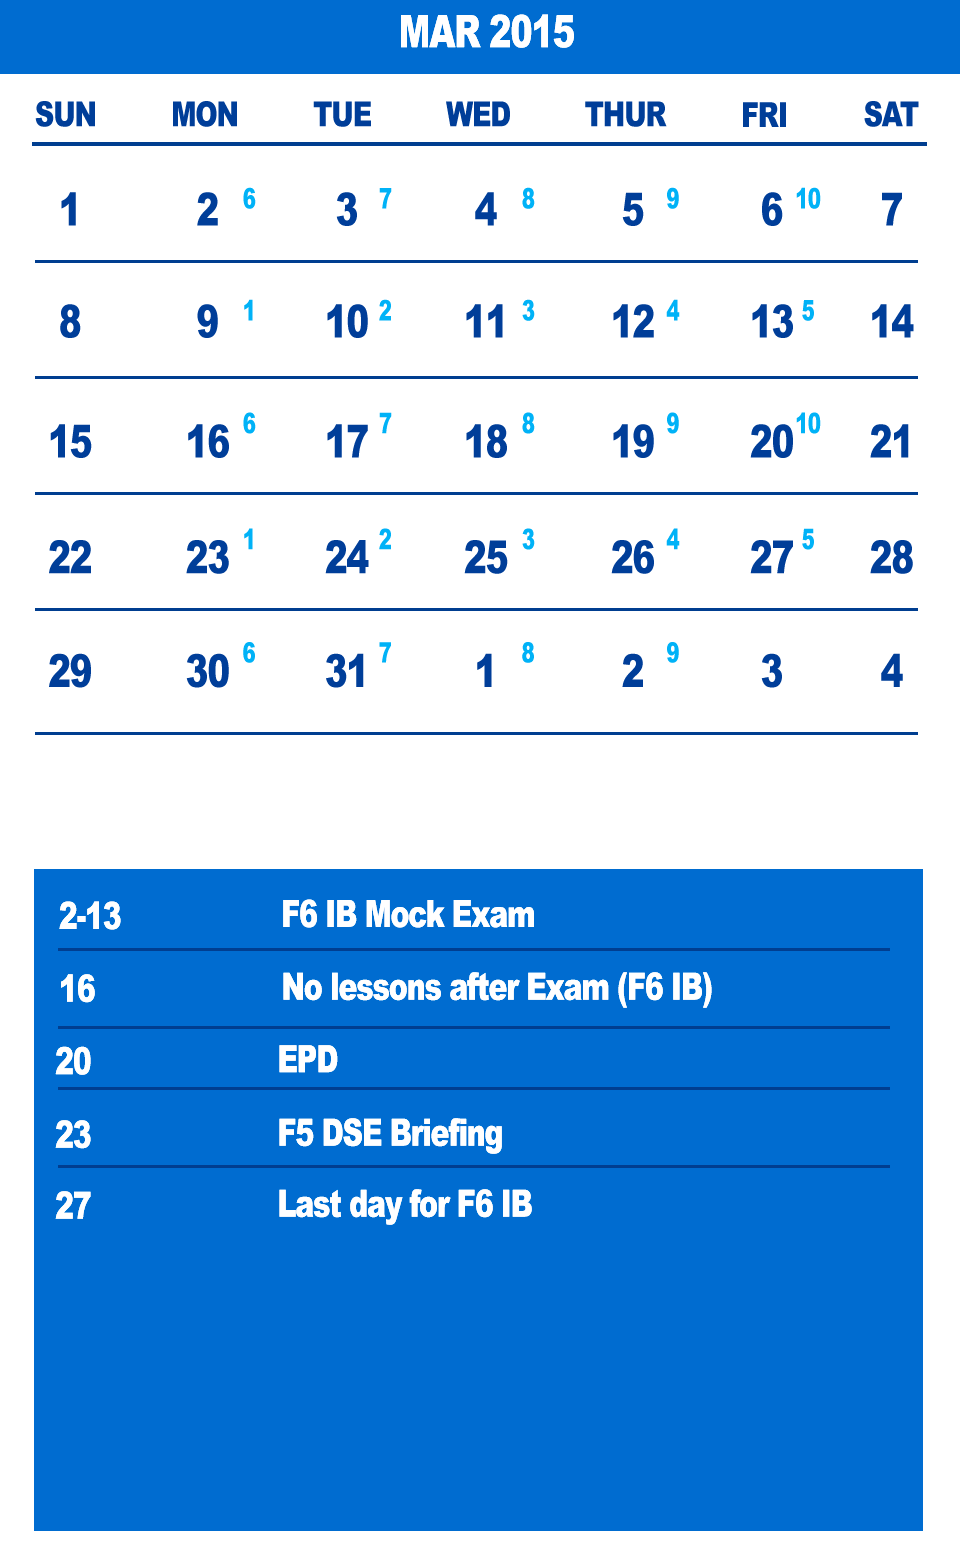 MAR 2015
SUN MON TUE WED THUR FRI SAT
1 2 6 3 7 4 8 5 9 6 10 7
8 9 1 10 2 11 3 12 4 13 5 14
15 16 6 17 7 18 8 19 9 20 10 21
22 23 1 24 2 25 3 26 4 27 5 28
29 30 6 31 7 1 8 2 9 3 4
2-13 F6 IB Mock Exam
16 No lessons after Exam (F6 IB)
20 EPD
23 F5 DSE Briefing
27 Last day for F6 IB